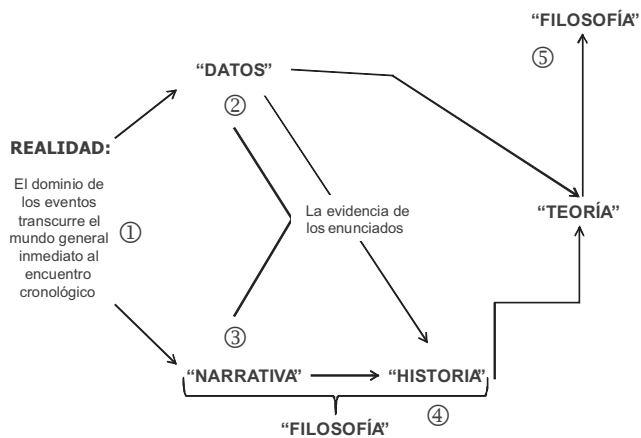 “FILOSOFÍA”
⑤
“DATOS”
②
REALIDAD:
El dominio de
los eventos
transcurre el
mundo general
inmediato al
encuentro
cronológico
①
La evidencia de
los enunciados
“TEORÍA”
③
“NARRATIVA”
“HISTORIA”
④
“FILOSOFÍA”